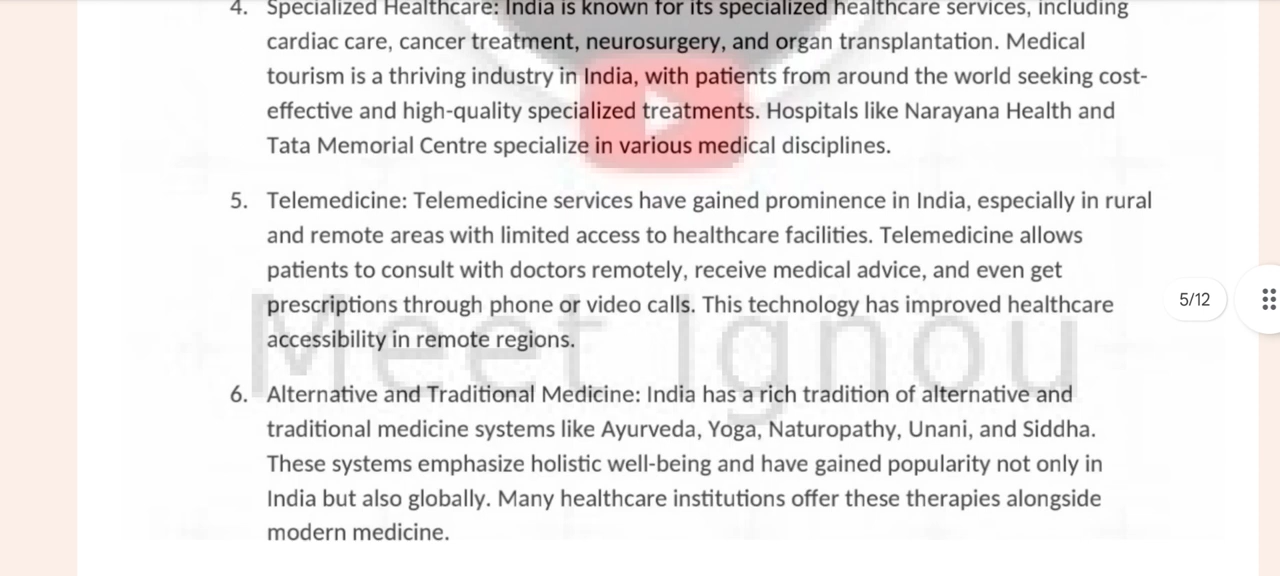 4. Specialized Healthcare: India is known for its specialized healthcare services, including
cardiac care, cancer treatment, neurosurgery, and organ transplantation. Medical
tourism is a thriving industry in India, with patients from around the world seeking cost-
effective and high-quality specialized treatments. Hospitals like Narayana Health and
Tata Memorial Centre specialize in various medical disciplines.
5. Telemedicine: Telemedicine services have gained prominence in India, especially in rural
and remote areas with limited access to healthcare facilities. Telemedicine allows
patients to consult with doctors remotely, receive medical advice, and even get
prescriptions through phone or video calls. This technology has improved healthcare
accessibility in remote regions.
5/12
Meet Ignou
6. Alternative and Traditional Medicine: India has a rich tradition of alternative and
traditional medicine systems like Ayurveda, Yoga, Naturopathy, Unani, and Siddha.
These systems emphasize holistic well-being and have gained popularity not only in
India but also globally. Many healthcare institutions offer these therapies alongside
modern medicine.